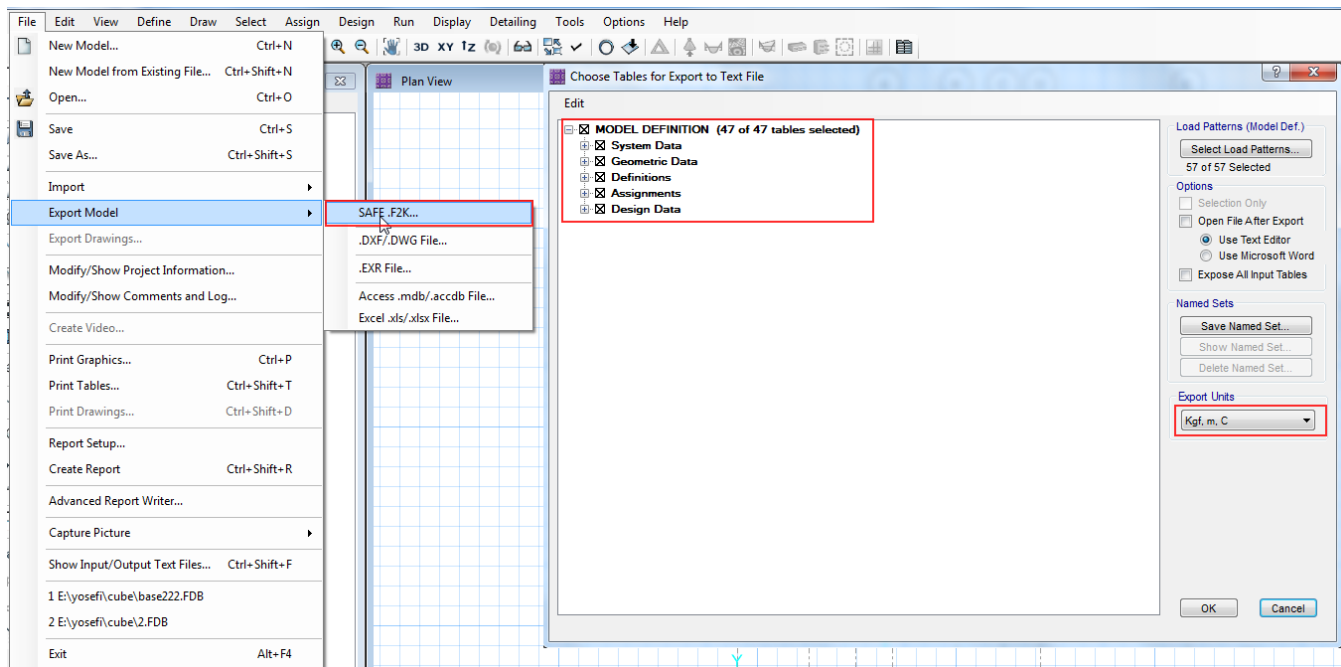 File Edit View Define Draw Select Assign Design Run Display Detailing Tools Options Help
New Model... Ctrl+N
New Model from Existing File... Ctrl+Shift+N
Open... Ctrl+O
Save Ctrl+S
Save As... Ctrl+Shift+S
Import
Export Model
Export Drawings...
Modify/Show Project Information...
Modify/Show Comments and Log...
Create Video...
Print Graphics... Ctrl+P
Print Tables... Ctrl+Shift+T
Print Drawings... Ctrl+Shift+D
Report Setup...
Create Report Ctrl+Shift+R
Advanced Report Writer...
Capture Picture
Show Input/Output Text Files... Ctrl+Shift+F
1 E:\yosefi\cube\base222.FDB
2 E:\yosefi\cube\2.FDB
Exit Alt+F4
SAFE .F2K...
.DXF/.DWG File...
.EXR File...
Access .mdb/.accdb File...
Excel .xls/.xlsx File...
3D XY
Plan View
Choose Tables for Export to Text File
Edit
MODEL DEFINITION (47 of 47 tables selected)
System Data
Geometric Data
Definitions
Assignments
Design Data
Load Patterns (Model Def.)
Select Load Patterns...
57 of 57 Selected
Options
Selection Only
Open File After Export
Use Text Editor
Use Microsoft Word
Expose All Input Tables
Named Sets
Save Named Set...
Show Named Set...
Delete Named Set...
Export Units
Kgf, m, C
OK Cancel
Y